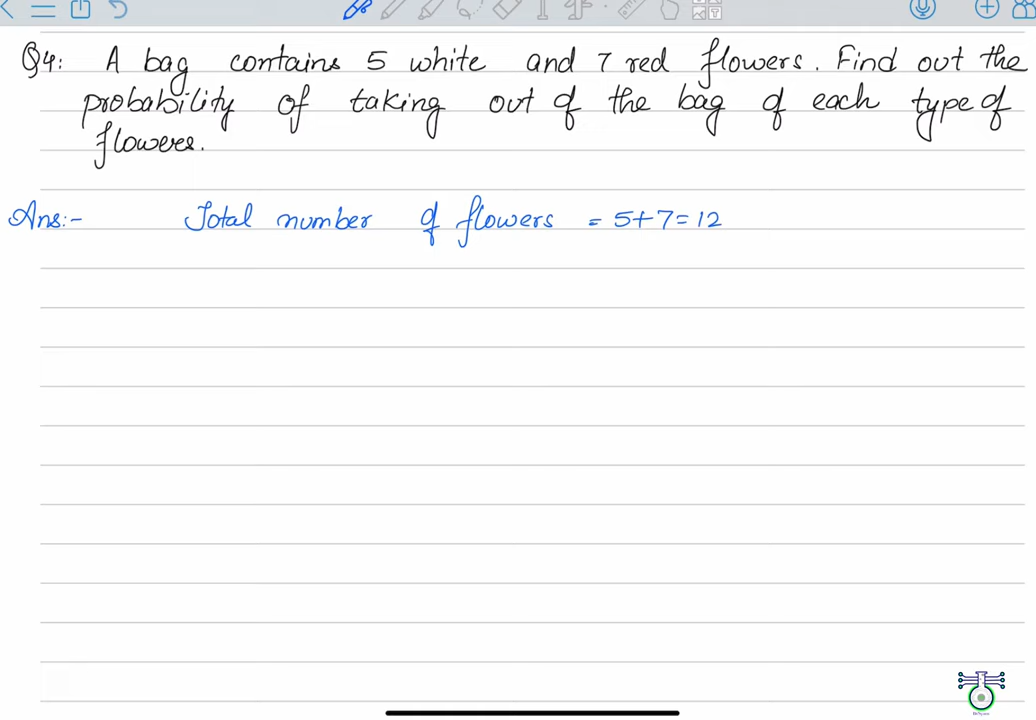 Q4: A bag contains 5 white and 7 red flowers. Find out the
probability of taking out of the bag of each type of
flowers.
Ans:- Total number of flowers = 5+7=12